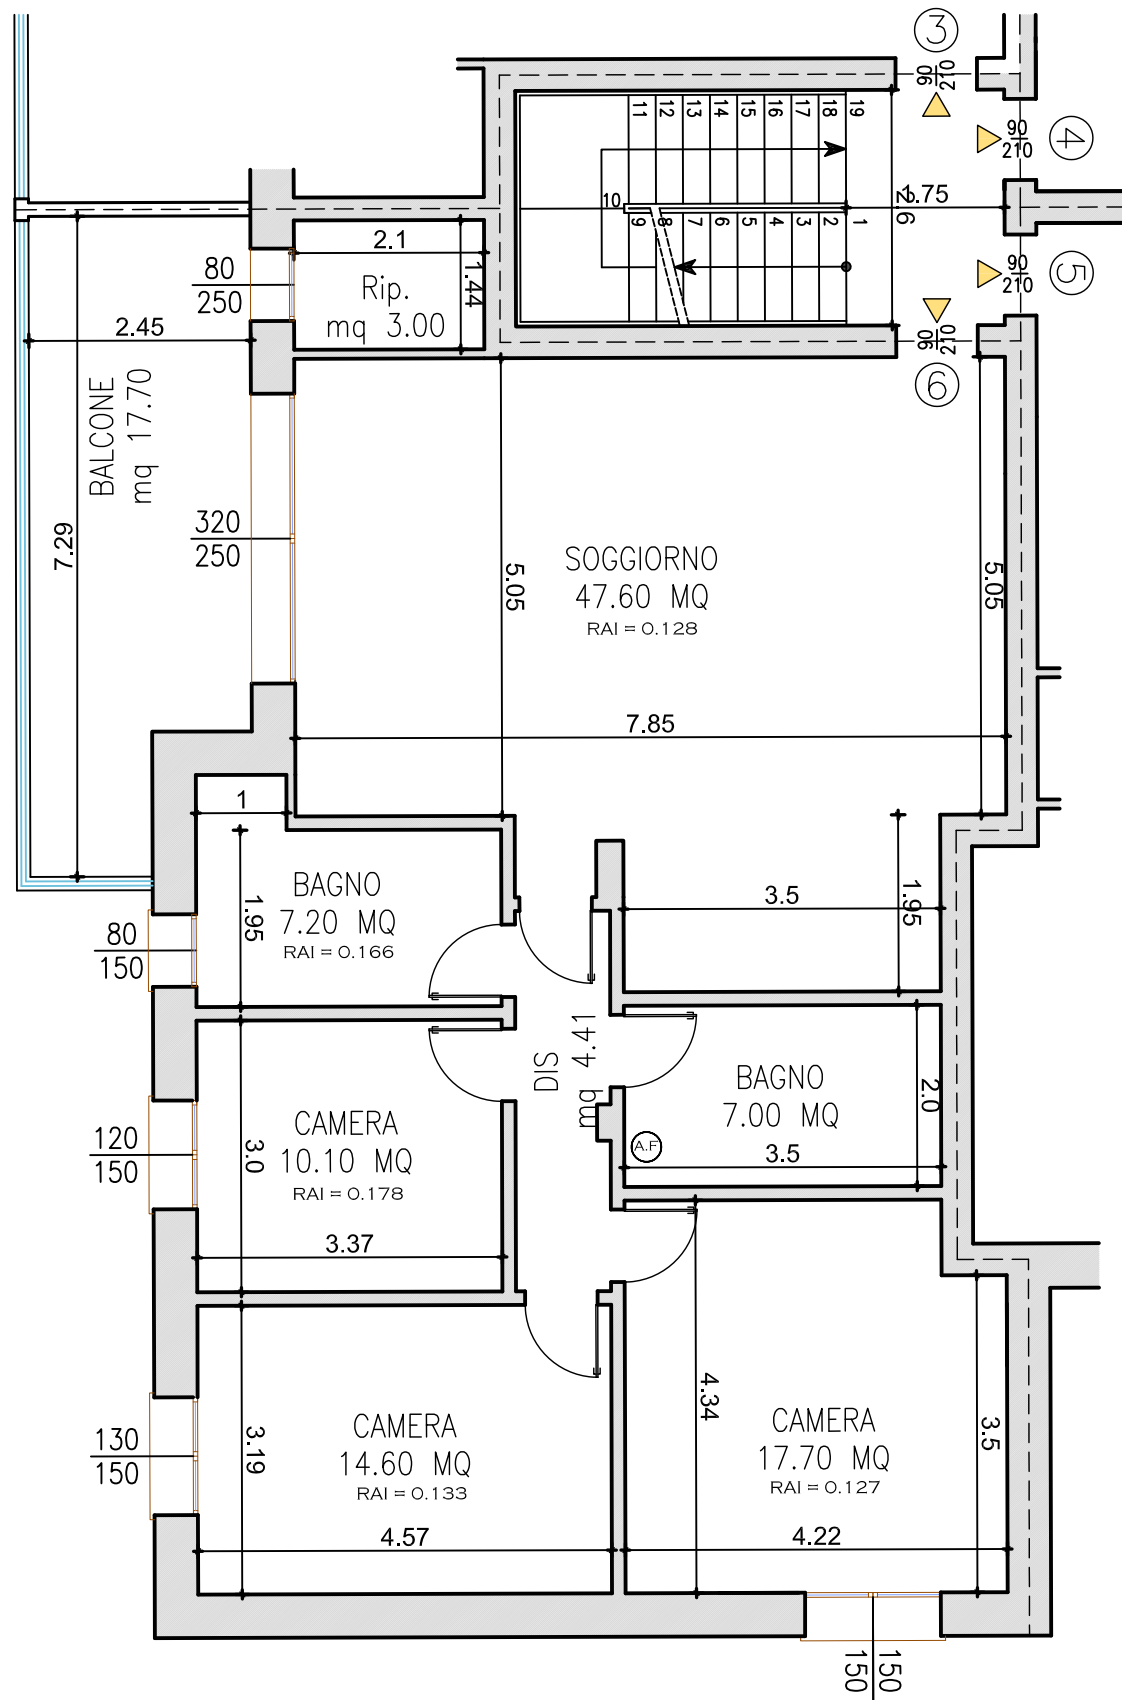 3
90
210
90
210
4
11
12
13
14
15
16
17
18
19
10
9
8
7
6
5
4
3
2
1
1.75
2.6
90
210
5
90
210
6
2.1
1.44
Rip.
mq 3.00
80
250
2.45
BALCONE
mq 17.70
7.29
320
250
SOGGIORNO
47.60 MQ
RAI = 0.128
5.05
5.05
7.85
1
BAGNO
7.20 MQ
RAI = 0.166
1.95
80
150
3.5
1.95
DIS
mq 4.41
BAGNO
7.00 MQ
2.0
A.F
3.5
CAMERA
10.10 MQ
RAI = 0.178
3.0
3.37
120
150
CAMERA
14.60 MQ
RAI = 0.133
3.19
4.57
130
150
4.34
CAMERA
17.70 MQ
RAI = 0.127
3.5
4.22
150
150